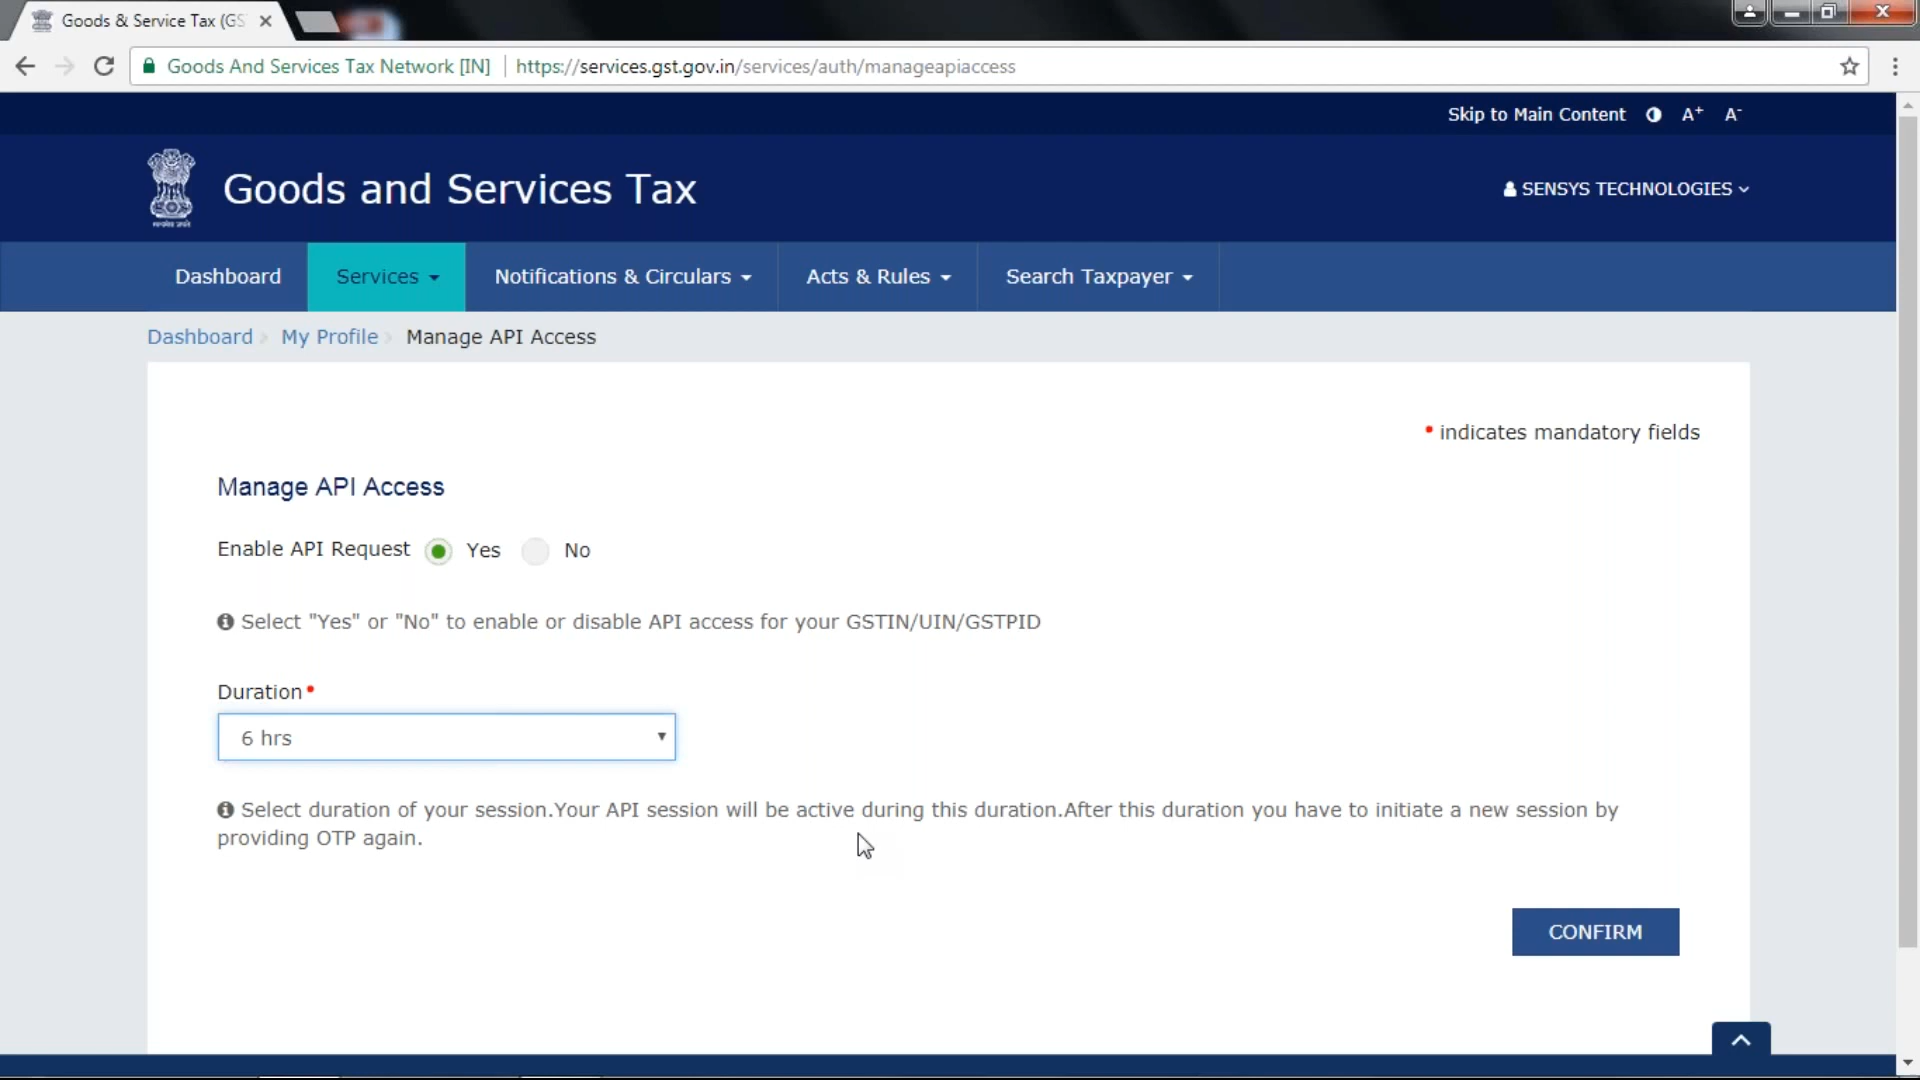 Goods & Service Tax (GS
Goods And Services Tax Network [IN] https://services.gst.gov.in/services/auth/manageapiaccess
Skip to Main Content A+ A-
Goods and Services Tax
SENSYS TECHNOLOGIES
Dashboard Services Notifications & Circulars Acts & Rules Search Taxpayer
Dashboard My Profile Manage API Access
• indicates mandatory fields
Manage API Access
Enable API Request Yes No
Select "Yes" or "No" to enable or disable API access for your GSTIN/UIN/GSTPID
Duration•
6 hrs
Select duration of your session.Your API session will be active during this duration.After this duration you have to initiate a new session by
providing OTP again.
CONFIRM